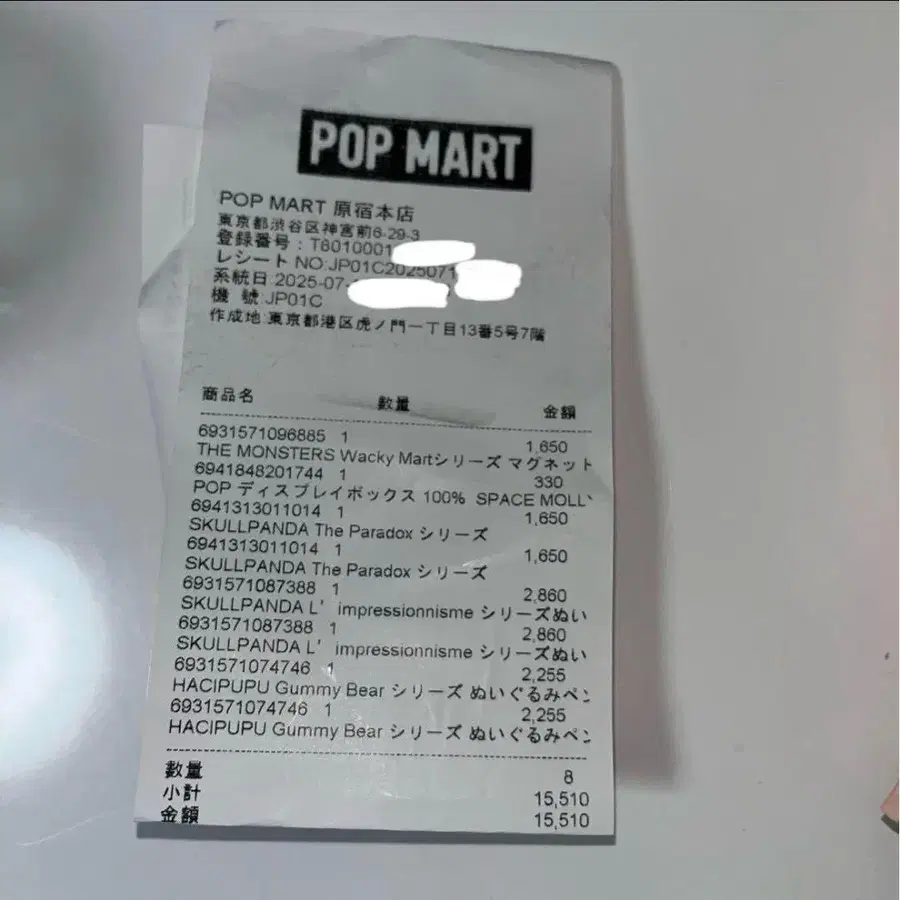 POP MART
POP MART 原宿本店
東京都渋谷区神宮前6-29-3
登録番号：T8010001
レシート NO:JP01C2025071
系統日:2025-07-
機 號:JP01C
作成地:東京都港区虎ノ門一丁目13番5号7階
商品名 数量 金額
6931571096885 1 1,650
THE MONSTERS Wacky Martシリーズ マグネット
6941848201744 1 330
POP ディスプレイボックス 100% SPACE MOLL
6941313011014 1 1,650
SKULLPANDA The Paradox シリーズ
6941313011014 1 1,650
SKULLPANDA The Paradox シリーズ
6931571087388 1 2,860
SKULLPANDA L’ impressionnisme シリーズぬい
6931571087388 1 2,860
SKULLPANDA L’ impressionnisme シリーズぬい
6931571074746 1 2,255
HACIPUPU Gummy Bear シリーズ ぬいぐるみペン
6931571074746 1 2,255
HACIPUPU Gummy Bear シリーズ ぬいぐるみペン
数量 8
小計 15,510
金額 15,510